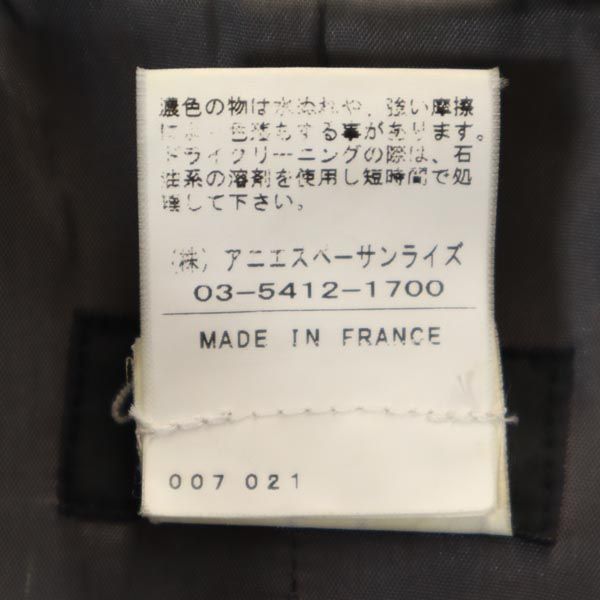 濃色の物は水ぬれや、強い摩擦
により色落ちする事があります。
ドライクリーニングの際は、石
油系の溶剤を使用し短時間で処
理して下さい。
(株) アニエスベーサンライズ
03-5412-1700
MADE IN FRANCE
007 021